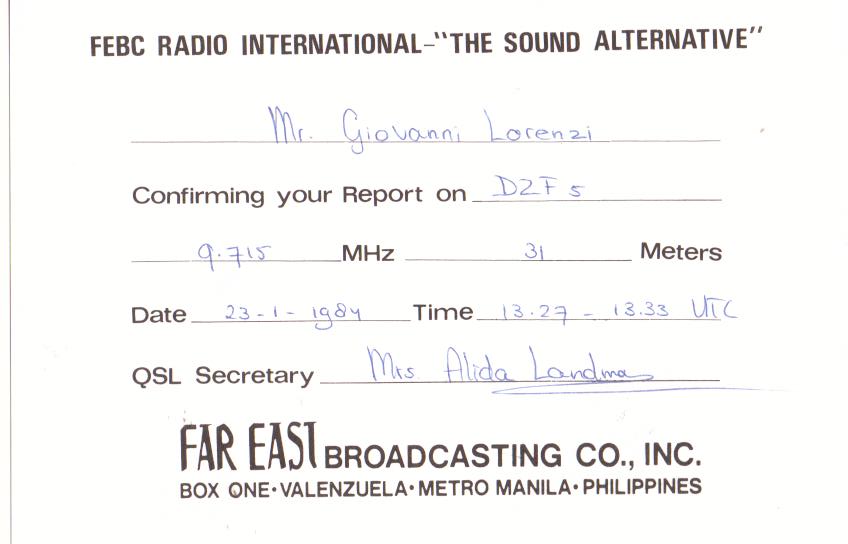 FEBC RADIO INTERNATIONAL-"THE SOUND ALTERNATIVE"
Mr. Giovanni Lorenzi
Confirming your Report on DZF 5
9.715 MHz 31 Meters
Date 23-1-1984 Time 13.27 - 13.33 UTC
QSL Secretary Mrs Alida Landman
FAR EAST BROADCASTING CO., INC.
BOX ONE•VALENZUELA•METRO MANILA•PHILIPPINES